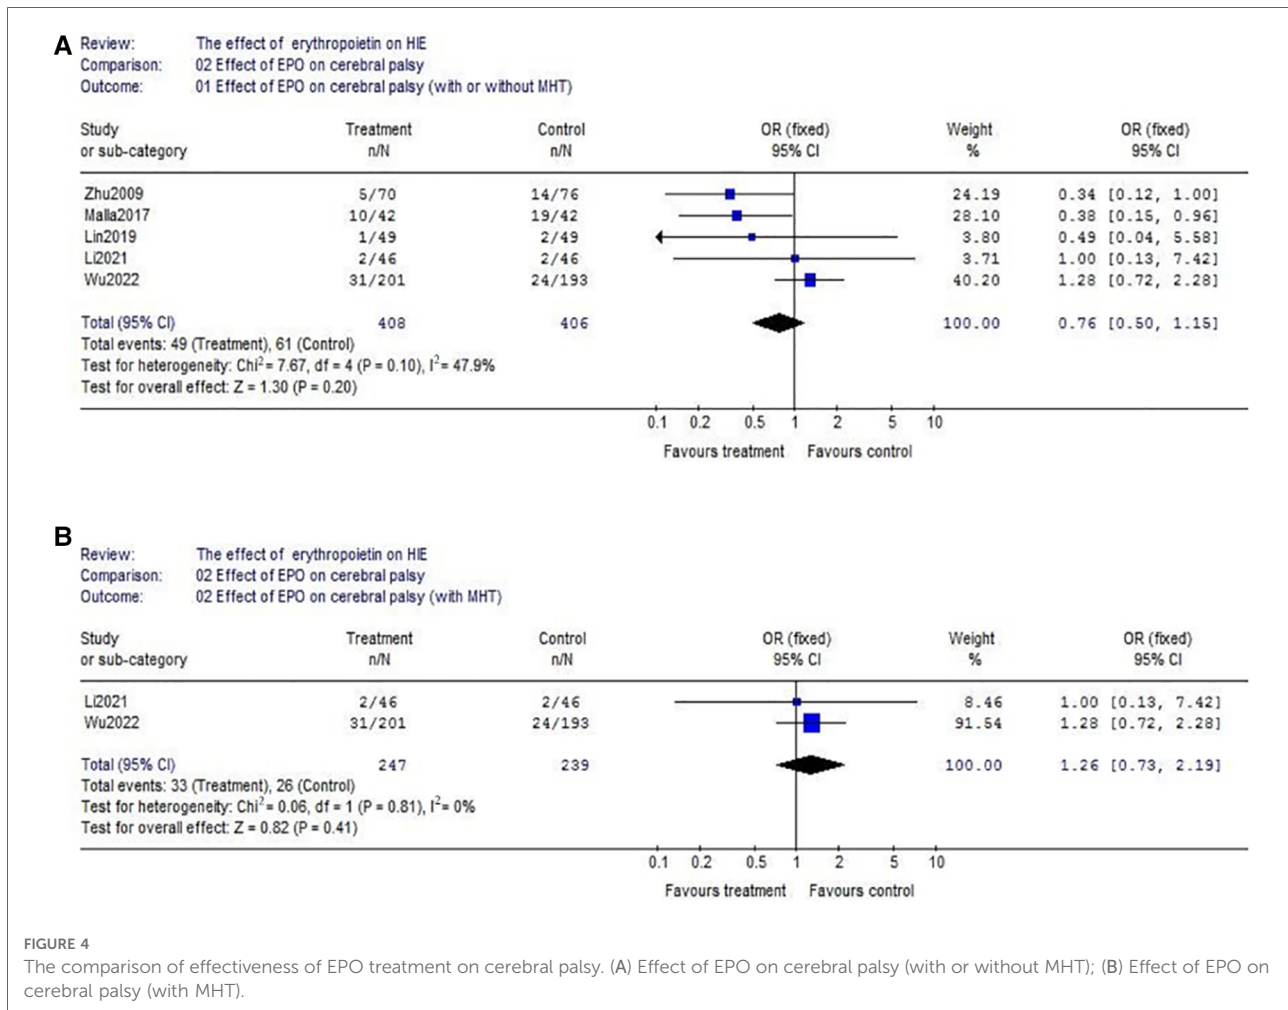 A
Review: The effect of erythropoietin on HIE
Comparison: 02 Effect of EPO on cerebral palsy
Outcome: 01 Effect of EPO on cerebral palsy (with or without MHT)
Study Treatment Control OR (fixed) Weight OR (fixed)
or sub-category n/N n/N 95% CI % 95% CI
Zhu2009 5/70 14/76 24.19 0.34 [0.12, 1.00]
Malla2017 10/42 19/42 28.10 0.38 [0.15, 0.96]
Lin2019 1/49 2/49 3.80 0.49 [0.04, 5.58]
Li2021 2/46 2/46 3.71 1.00 [0.13, 7.42]
Wu2022 31/201 24/193 40.20 1.28 [0.72, 2.28]
Total (95% CI) 408 406 100.00 0.76 [0.50, 1.15]
Total events: 49 (Treatment), 61 (Control)
Test for heterogeneity: Chi²= 7.67, df = 4 (P = 0.10), I²= 47.9%
Test for overall effect: Z = 1.30 (P = 0.20)
0.1 0.2 0.5 1 2 5 10
Favours treatment Favours control
B
Review: The effect of erythropoietin on HIE
Comparison: 02 Effect of EPO on cerebral palsy
Outcome: 02 Effect of EPO on cerebral palsy (with MHT)
Study Treatment Control OR (fixed) Weight OR (fixed)
or sub-category n/N n/N 95% CI % 95% CI
Li2021 2/46 2/46 8.46 1.00 [0.13, 7.42]
Wu2022 31/201 24/193 91.54 1.28 [0.72, 2.28]
Total (95% CI) 247 239 100.00 1.26 [0.73, 2.19]
Total events: 33 (Treatment), 26 (Control)
Test for heterogeneity: Chi²= 0.06, df = 1 (P = 0.81), I²= 0%
Test for overall effect: Z = 0.82 (P = 0.41)
0.1 0.2 0.5 1 2 5 10
Favours treatment Favours control
FIGURE 4
The comparison of effectiveness of EPO treatment on cerebral palsy. (A) Effect of EPO on cerebral palsy (with or without MHT); (B) Effect of EPO on
cerebral palsy (with MHT).